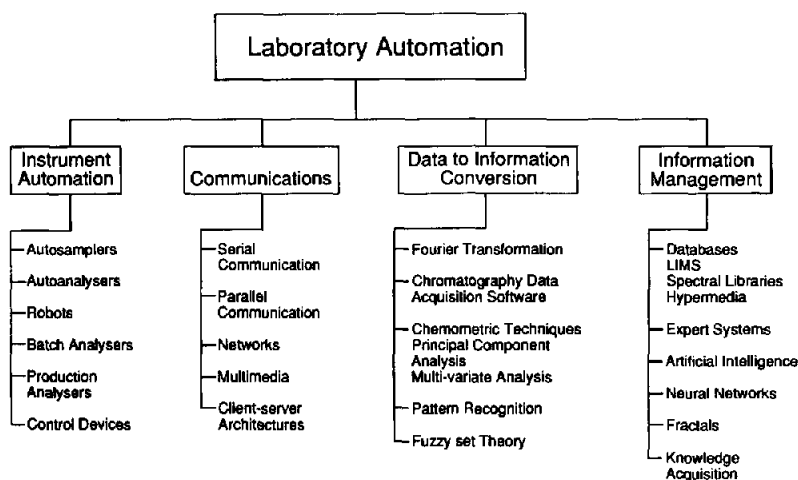 Laboratory Automation
Instrument
Automation
Autosamplers
Autoanalysers
Robots
Batch Analysers
Production
Analysers
Control Devices
Communications
Serial
Communication
Parallel
Communication
Networks
Multimedia
Client-server
Architectures
Data to Information
Conversion
Fourier Transformation
Chromatography Data
Acquisition Software
Chemometric Techniques
Principal Component
Analysis
Multi-variate Analysis
Pattern Recognition
Fuzzy set Theory
Information
Management
Databases
LIMS
Spectral Libraries
Hypermedia
Expert Systems
Artificial Intelligence
Neural Networks
Fractals
Knowledge
Acquisition